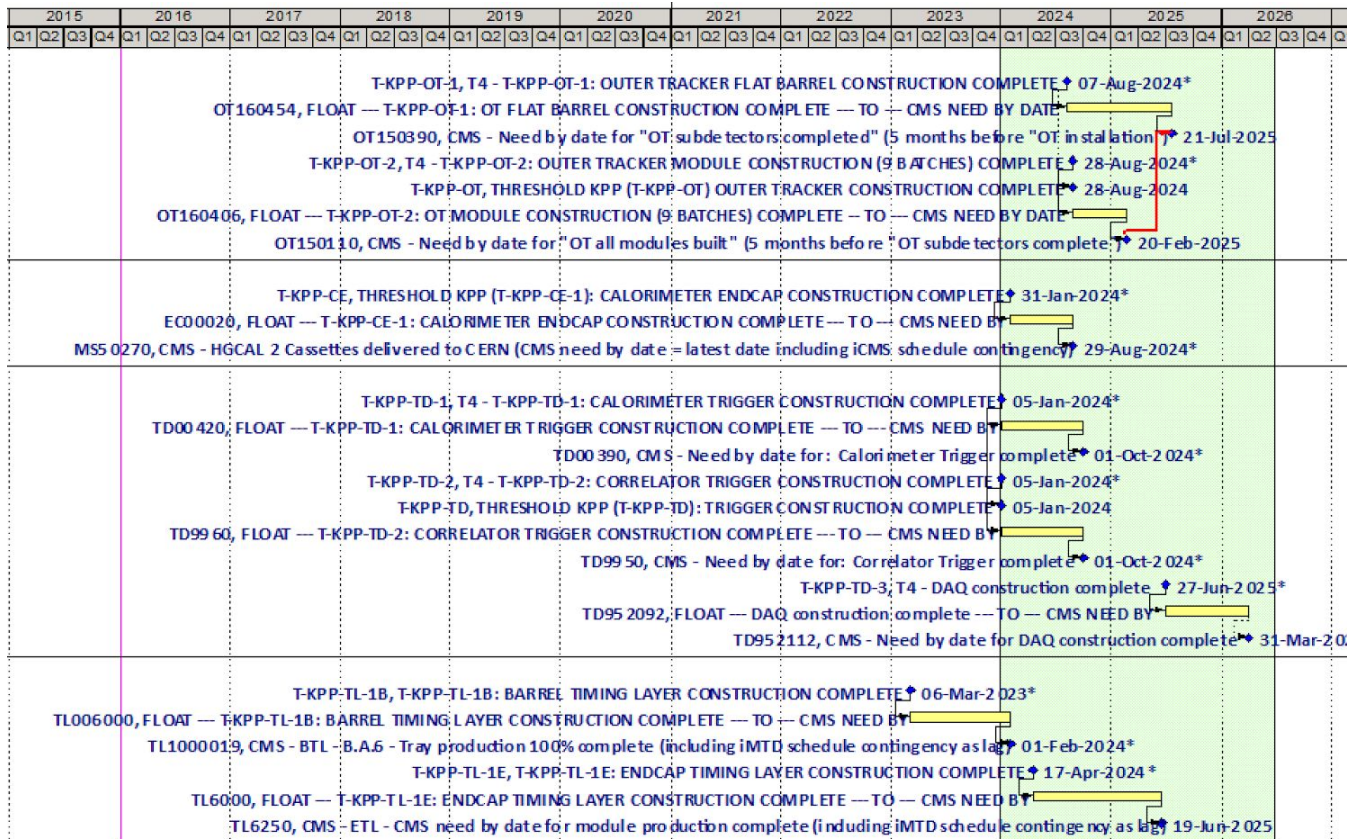 2015 2016 2017 2018 2019 2020 2021 2022 2023 2024 2025 2026
Q1 Q2 Q3 Q4 Q1 Q2 Q3 Q4 Q1 Q2 Q3 Q4 Q1 Q2 Q3 Q4 Q1 Q2 Q3 Q4 Q1 Q2 Q3 Q4 Q1 Q2 Q3 Q4 Q1 Q2 Q3 Q4 Q1 Q2 Q3 Q4 Q1 Q2 Q3 Q4 Q1 Q2 Q3 Q4 Q1 Q2 Q3 Q4
T-KPP-OT-1, T4 - T-KPP-OT-1: OUTER TRACKER FLAT BARREL CONSTRUCTION COMPLETE 07-Aug-2024*
OT160454, FLOAT --- T-KPP-OT-1: OT FLAT BARREL CONSTRUCTION COMPLETE --- TO --- CMS NEED BY DATE
OT150390, CMS - Need by date for "OT subdetectors completed" (5 months before "OT installation") 21-Jul-2025
T-KPP-OT-2, T4 - T-KPP-OT-2: OUTER TRACKER MODULE CONSTRUCTION (9 BATCHES) COMPLETE 28-Aug-2024*
T-KPP-OT, THRESHOLD KPP (T-KPP-OT) OUTER TRACKER CONSTRUCTION COMPLETE 28-Aug-2024
OT160406, FLOAT --- T-KPP-OT-2: OT MODULE CONSTRUCTION (9 BATCHES) COMPLETE -- TO --- CMS NEED BY DATE
OT150110, CMS - Need by date for "OT all modules built" (5 months before "OT subdetectors complete") 20-Feb-2025
T-KPP-CE, THRESHOLD KPP (T-KPP-CE-1): CALORIMETER ENDCAP CONSTRUCTION COMPLETE 31-Jan-2024*
EC00020, FLOAT --- T-KPP-CE-1: CALORIMETER ENDCAP CONSTRUCTION COMPLETE --- TO --- CMS NEED BY
MS50270, CMS - HGCAL 2 Cassettes delivered to CERN (CMS need by date = latest date including iCMS schedule contingency) 29-Aug-2024*
T-KPP-TD-1, T4 - T-KPP-TD-1: CALORIMETER TRIGGER CONSTRUCTION COMPLETE 05-Jan-2024*
TD00420, FLOAT --- T-KPP-TD-1: CALORIMETER TRIGGER CONSTRUCTION COMPLETE --- TO --- CMS NEED BY
TD00390, CMS - Need by date for: Calorimeter Trigger complete 01-Oct-2024*
T-KPP-TD-2, T4 - T-KPP-TD-2: CORRELATOR TRIGGER CONSTRUCTION COMPLETE 05-Jan-2024*
T-KPP-TD, THRESHOLD KPP (T-KPP-TD): TRIGGER CONSTRUCTION COMPLETE 05-Jan-2024
TD9960, FLOAT --- T-KPP-TD-2: CORRELATOR TRIGGER CONSTRUCTION COMPLETE --- TO --- CMS NEED BY
TD9950, CMS - Need by date for: Correlator Trigger complete 01-Oct-2024*
T-KPP-TD-3, T4 - DAQ construction complete 27-Jun-2025*
TD952092, FLOAT --- DAQ construction complete --- TO --- CMS NEED BY
TD952112, CMS - Need by date for DAQ construction complete 31-Mar-202
T-KPP-TL-1B, T-KPP-TL-1B: BARREL TIMING LAYER CONSTRUCTION COMPLETE 06-Mar-2023*
TL006000, FLOAT --- T-KPP-TL-1B: BARREL TIMING LAYER CONSTRUCTION COMPLETE --- TO --- CMS NEED BY
TL1000019, CMS - BTL - B.A.6 - Tray production 100% complete (including iMTD schedule contingency as lag) 01-Feb-2024*
T-KPP-TL-1E, T-KPP-TL-1E: ENDCAP TIMING LAYER CONSTRUCTION COMPLETE 17-Apr-2024*
TL6000, FLOAT --- T-KPP-TL-1E: ENDCAP TIMING LAYER CONSTRUCTION COMPLETE --- TO --- CMS NEED BY
TL6250, CMS - ETL - CMS need by date for module production complete (including iMTD schedule contingency as lag) 19-Jun-2025